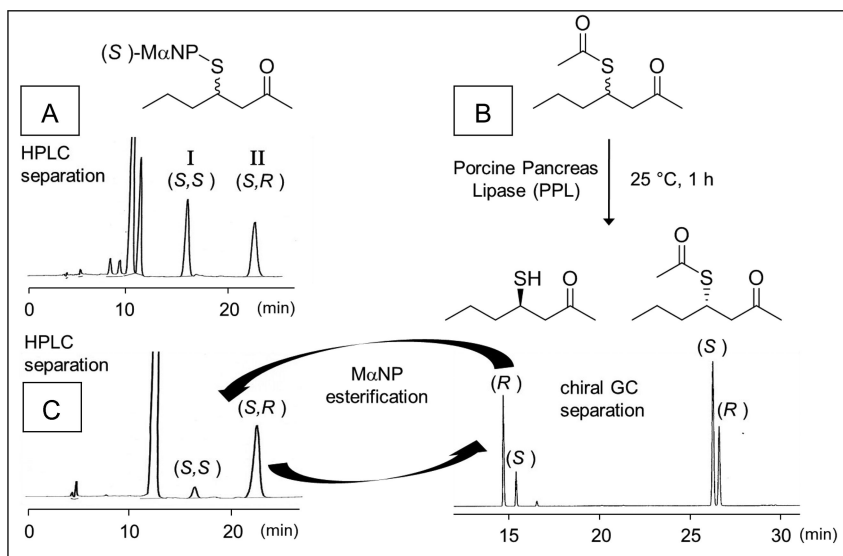 (S)-MαNP
S
O
A
HPLC
separation
I
(S,S)
II
(S,R)
0
10
20
(min)
B
O
S
O
Porcine Pancreas
Lipase (PPL)
25 °C, 1 h
SH
O
O
S
O
HPLC
separation
C
(S,S)
(S,R)
0
10
20
(min)
MαNP
esterification
(R)
(S)
chiral GC
separation
(S)
(R)
15
20
25
30
(min)